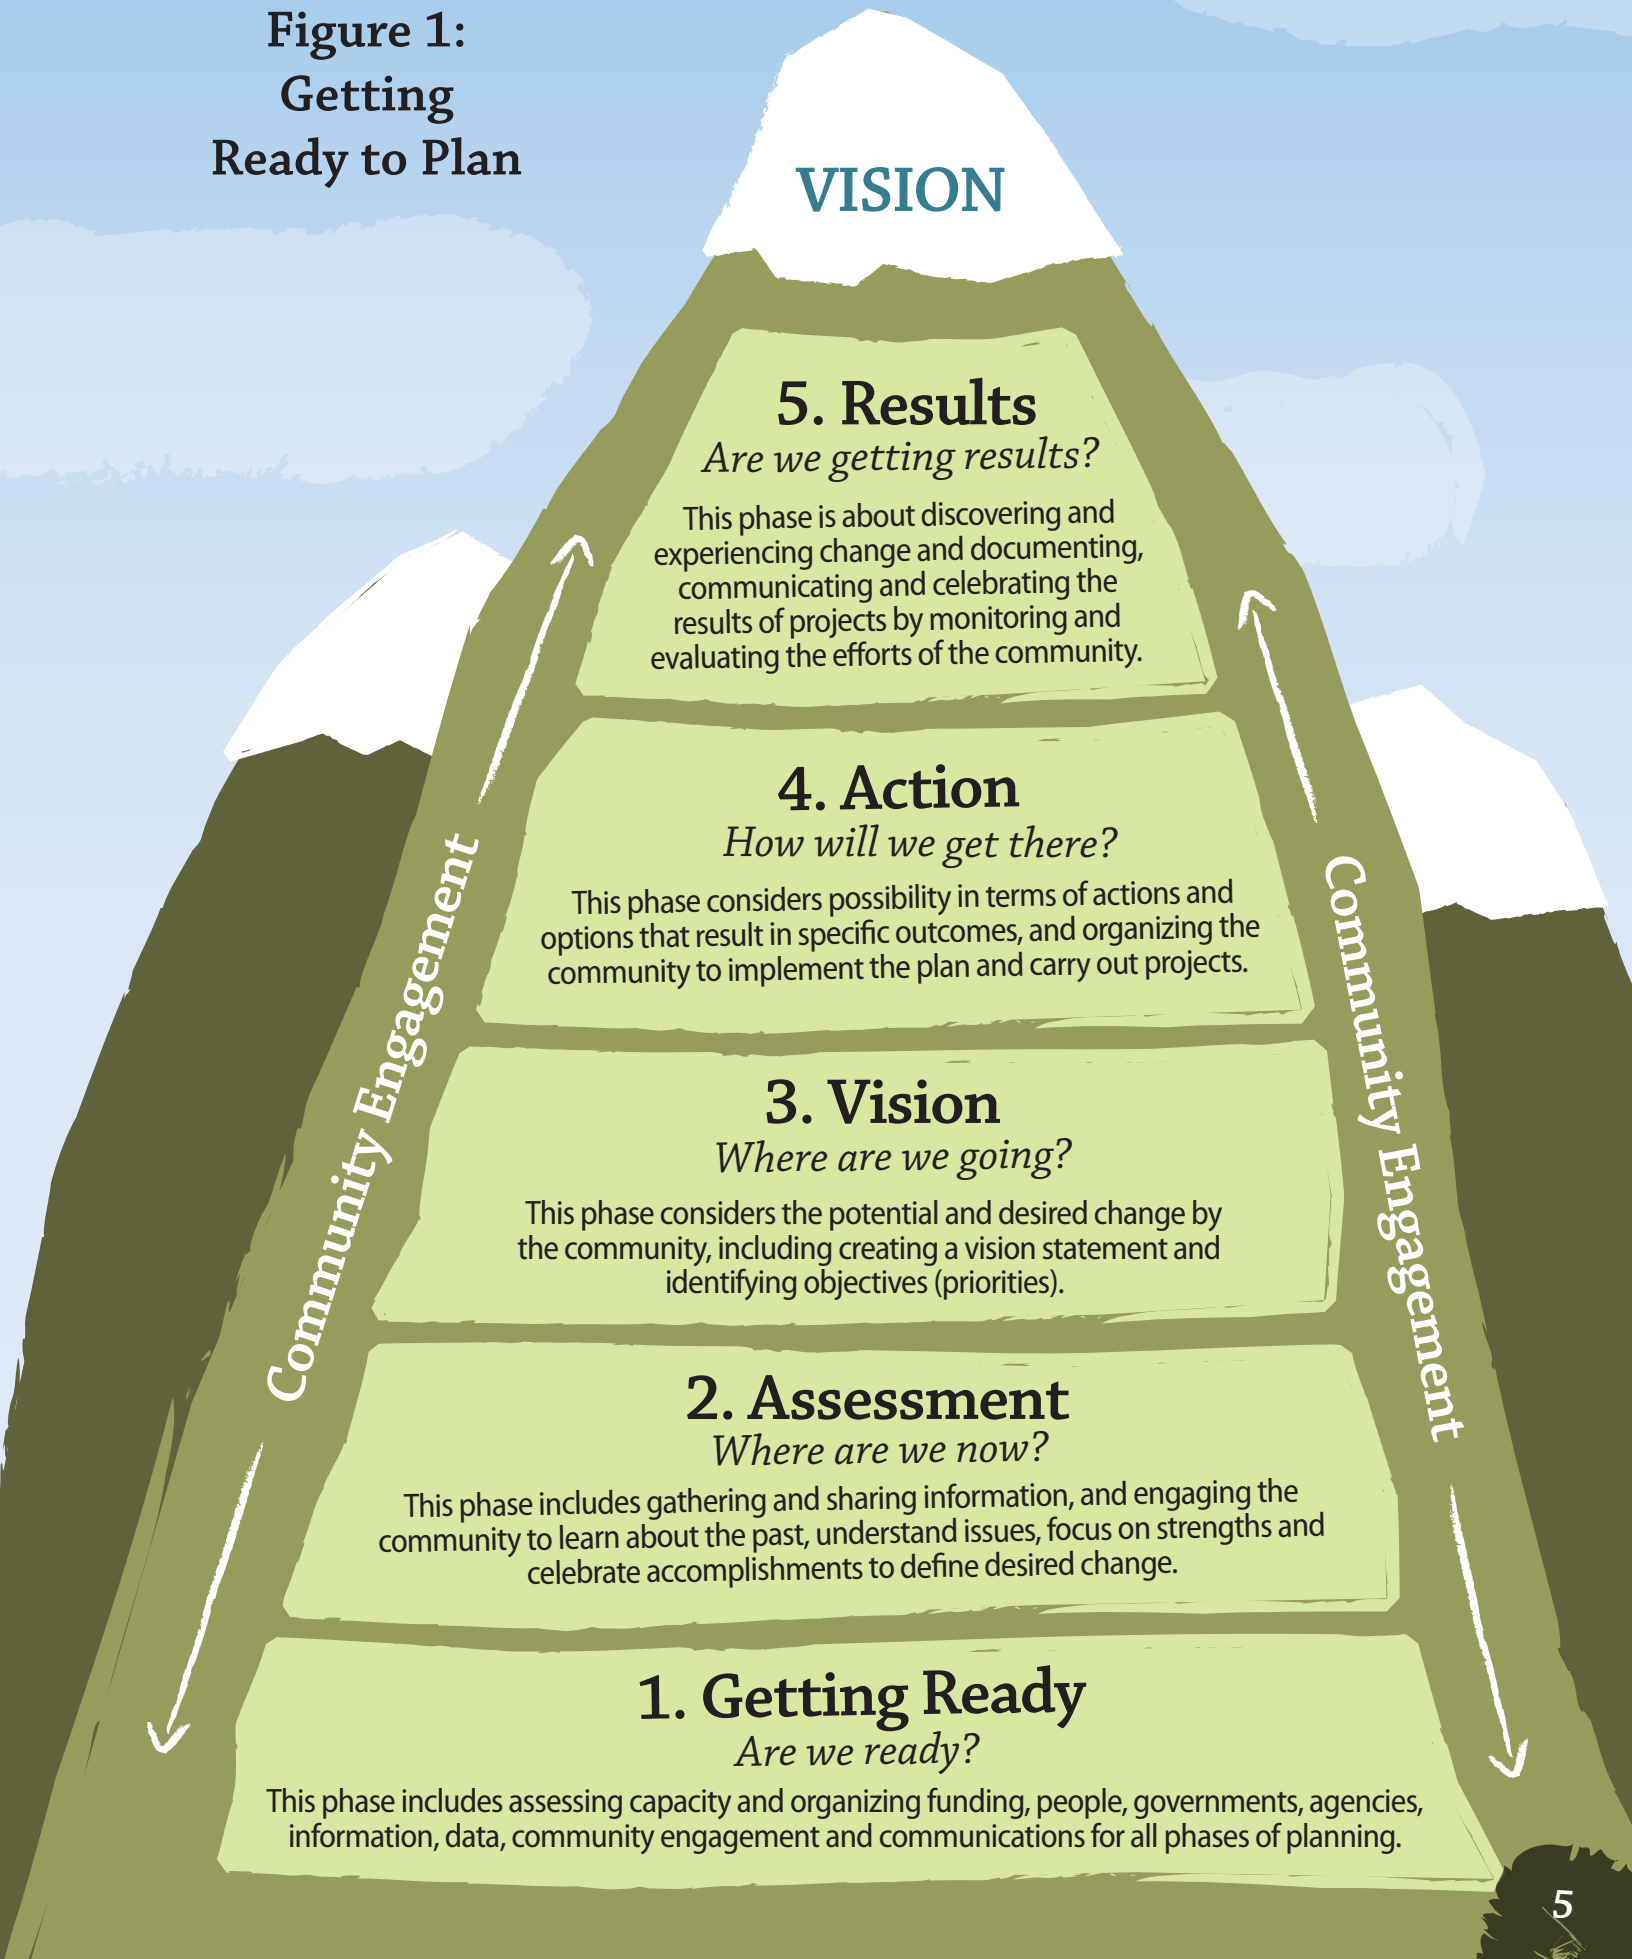 Figure 1:
Getting
Ready to Plan
VISION
5. Results
Are we getting results?
This phase is about discovering and
experiencing change and documenting,
communicating and celebrating the
results of projects by monitoring and
evaluating the efforts of the community.
4. Action
How will we get there?
This phase considers possibility in terms of actions and
options that result in specific outcomes, and organizing the
community to implement the plan and carry out projects.
3. Vision
Where are we going?
This phase considers the potential and desired change by
the community, including creating a vision statement and
identifying objectives (priorities).
2. Assessment
Where are we now?
This phase includes gathering and sharing information, and engaging the
community to learn about the past, understand issues, focus on strengths and
celebrate accomplishments to define desired change.
1. Getting Ready
Are we ready?
This phase includes assessing capacity and organizing funding, people, governments, agencies,
information, data, community engagement and communications for all phases of planning.
Community Engagement
Community Engagement
5